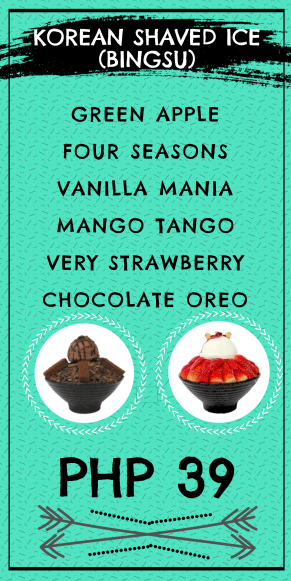 KOREAN SHAVED ICE
(BINGSU)
GREEN APPLE
FOUR SEASONS
VANILLA MANIA
MANGO TANGO
VERY STRAWBERRY
CHOCOLATE OREO
PHP 39